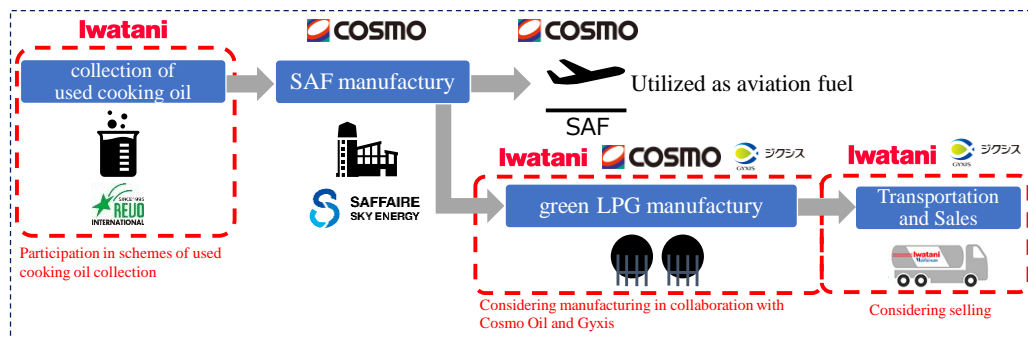 Iwatani
COSMO
COSMO
collection of
used cooking oil
SAF manufactury
Utilized as aviation fuel
SAF
SINCE 1995
REVO
INTERNATIONAL
SAFFAIRE
SKY ENERGY
Participation in schemes of used
cooking oil collection
Iwatani
COSMO
ジクシス
GYXIS
green LPG manufactury
Considering manufacturing in collaboration with
Cosmo Oil and Gyxis
Iwatani
ジクシス
GYXIS
Transportation
and Sales
Iwatani
Considering selling